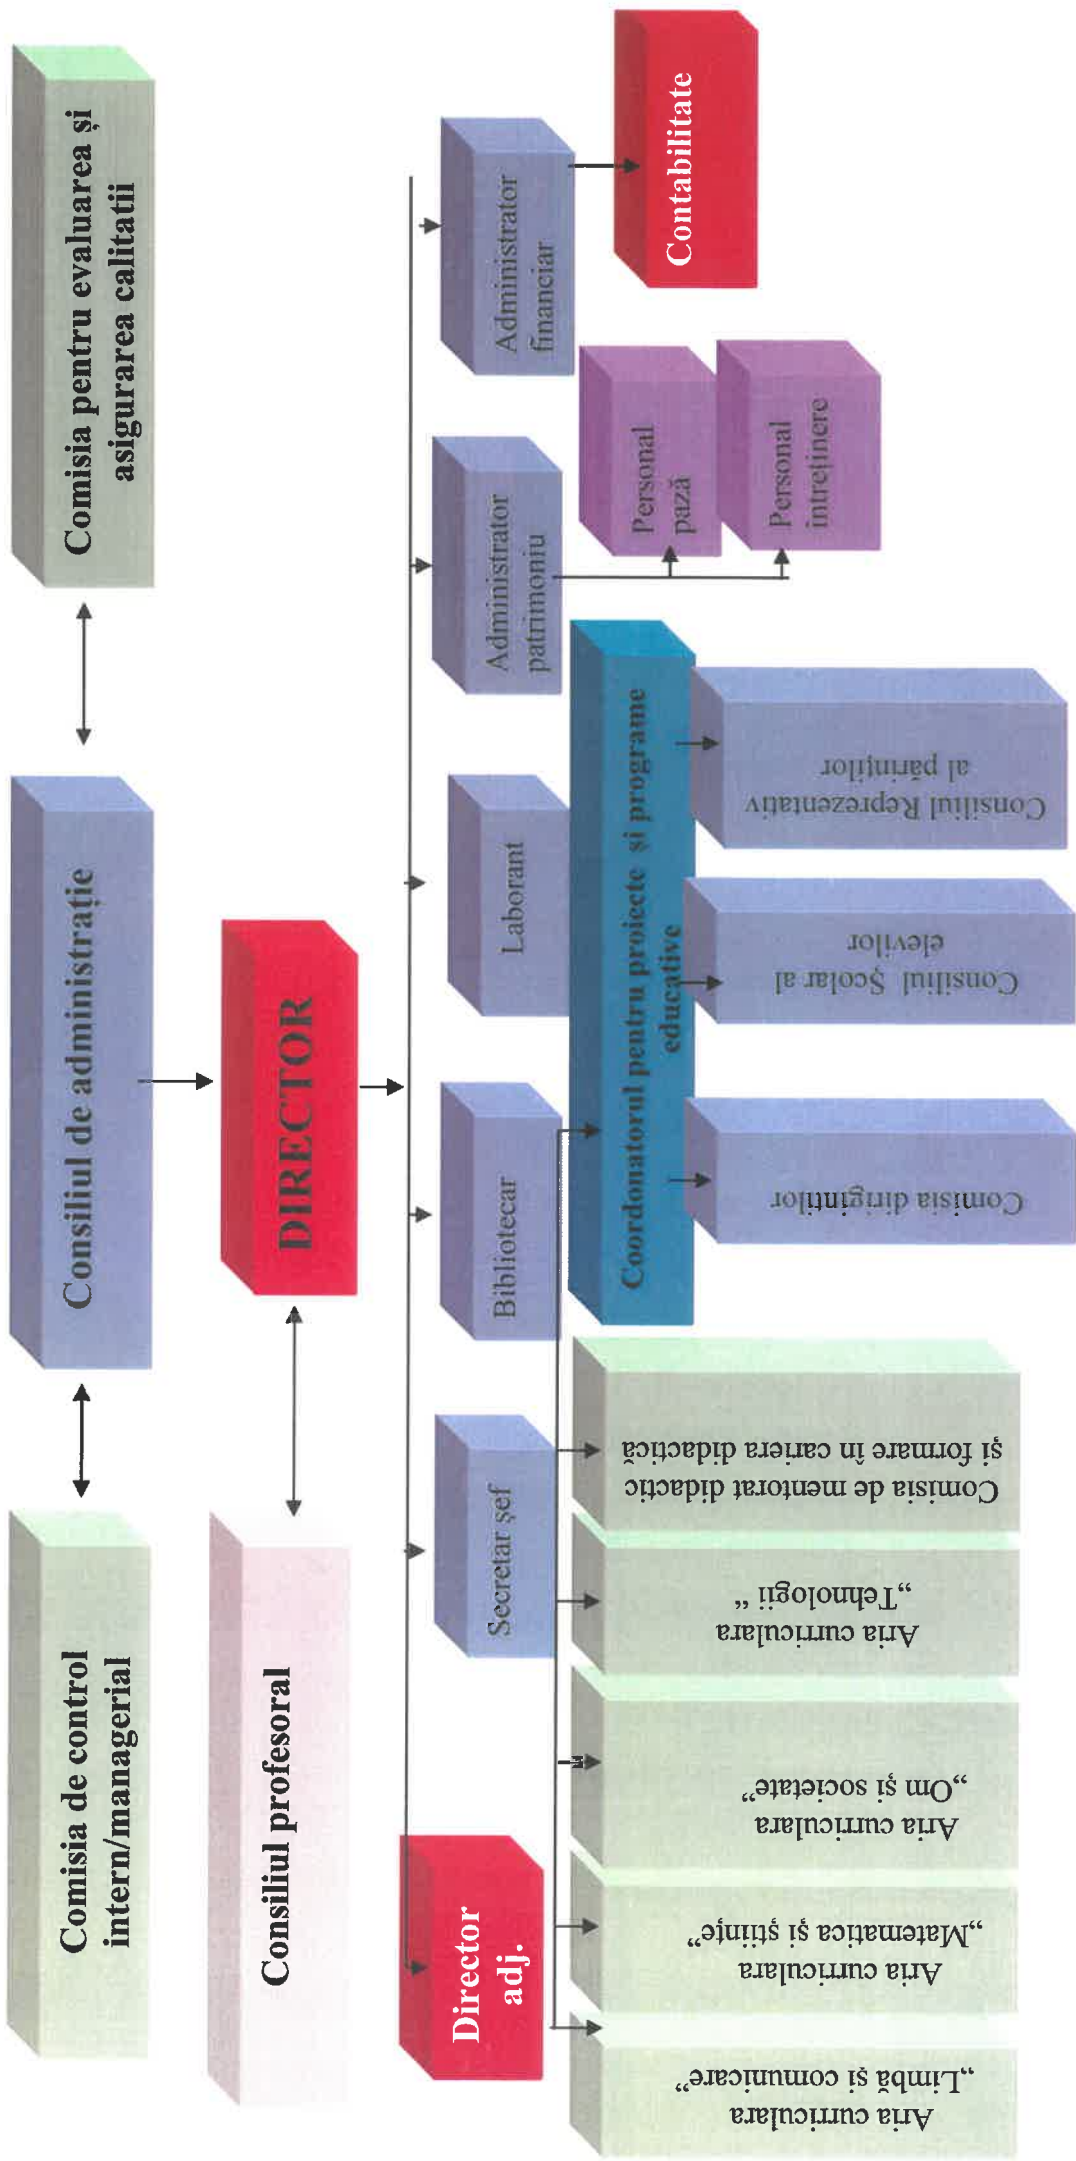 Comisia de control
intern/managerial
Consiliul de administrație
Comisia pentru evaluarea și
asigurarea calitatii
Consiliul profesoral
DIRECTOR
Director
adj.
Secretar șef
Bibliotecar
Laborant
Administrator
patrimoniu
Administrator
financiar
Aria curriculara
„Limbă și comunicare”
Aria curriculara
„Matematica și științe”
Aria curriculara
„Om și societate”
Aria curriculara
„Tehnologii “
Comisia de mentorat didactic
și formare în cariera didactică
Coordonatorul pentru proiecte și programe
educative
Personal
pază
Personal
întreținere
Contabilitate
Comisia diriginților
Consiliul Școlar al
elevilor
Consiliul Reprezentativ
al părinților